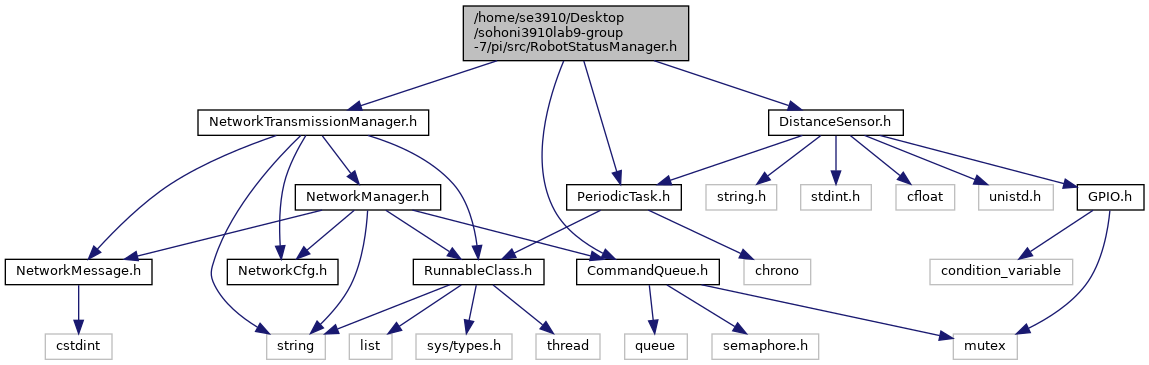 /home/se3910/Desktop
/sohoni3910lab9-group
-7/pi/src/RobotStatusManager.h
NetworkTransmissionManager.h
DistanceSensor.h
NetworkManager.h
PeriodicTask.h
string.h
stdint.h
cfloat
unistd.h
GPIO.h
NetworkMessage.h
NetworkCfg.h
RunnableClass.h
CommandQueue.h
chrono
condition_variable
cstdint
string
list
sys/types.h
thread
queue
semaphore.h
mutex